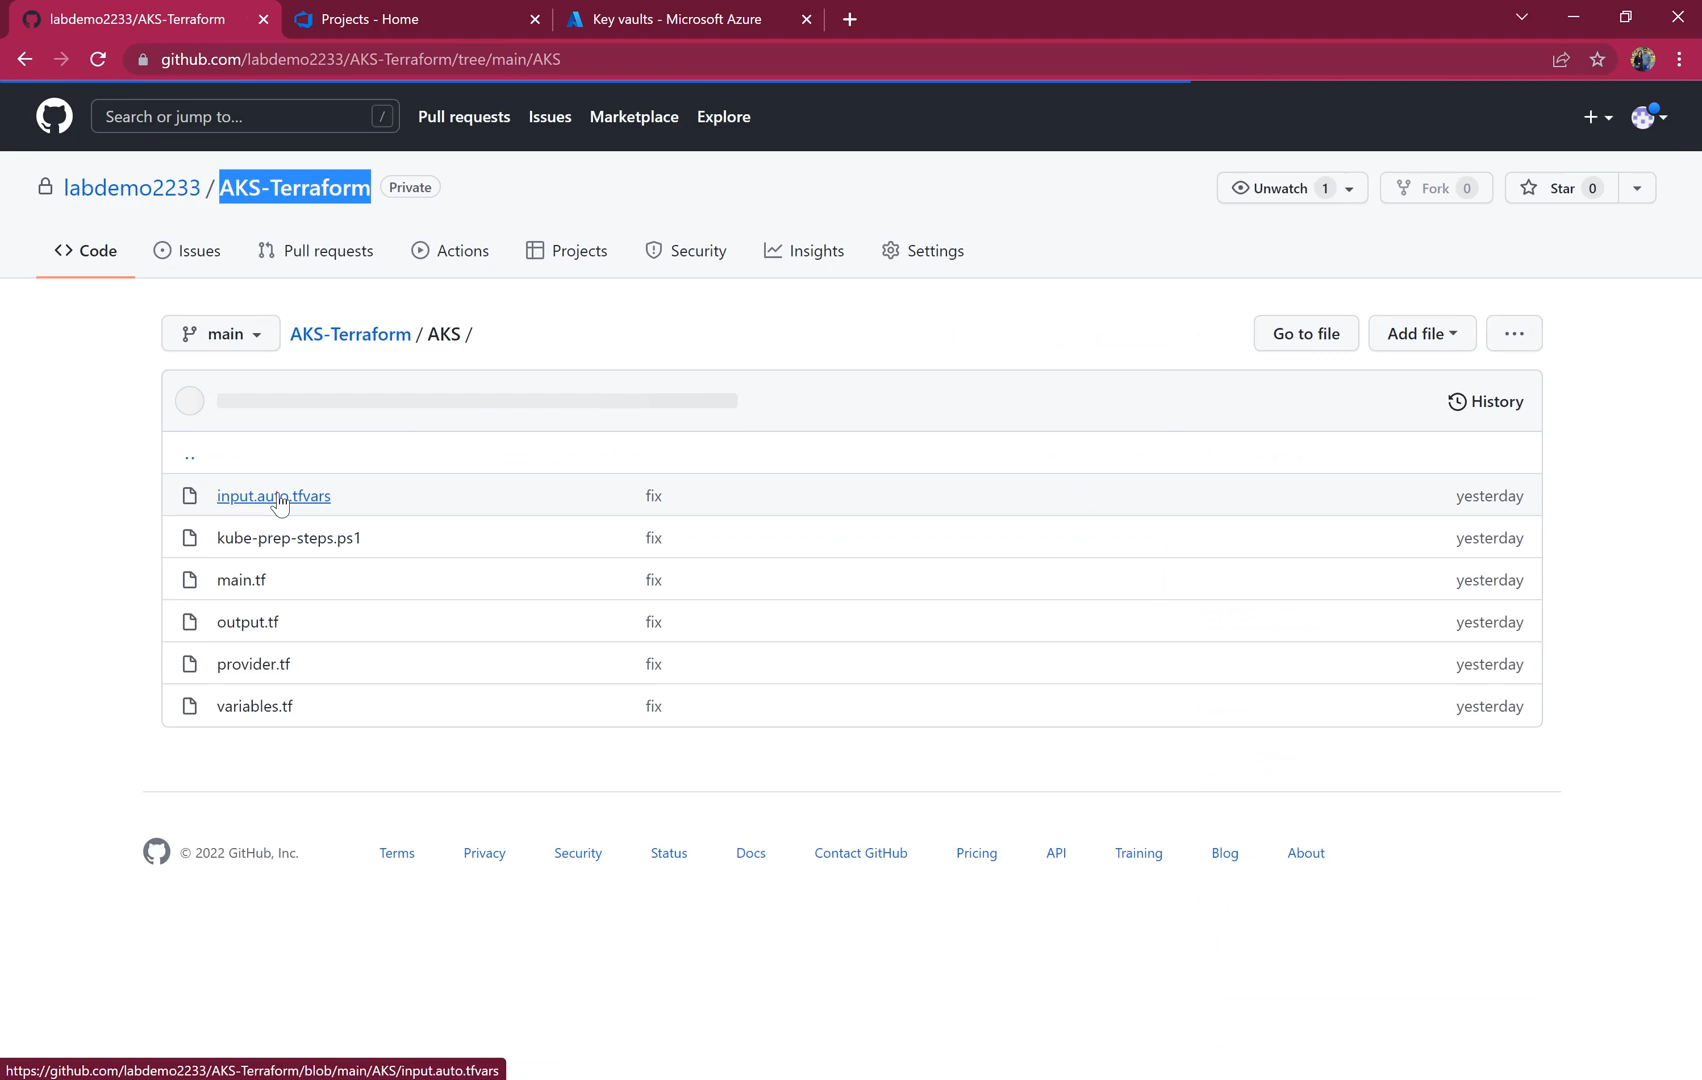 labdemo2233/AKS-Terraform
Projects - Home
Key vaults - Microsoft Azure
github.com/labdemo2233/AKS-Terraform/tree/main/AKS
Search or jump to... /
Pull requests Issues Marketplace Explore
labdemo2233 / AKS-Terraform Private
Unwatch 1
Fork 0
Star 0
Code Issues Pull requests Actions Projects Security Insights Settings
main
AKS-Terraform / AKS /
Go to file
Add file
History
..
input.auto.tfvars fix yesterday
kube-prep-steps.ps1 fix yesterday
main.tf fix yesterday
output.tf fix yesterday
provider.tf fix yesterday
variables.tf fix yesterday
© 2022 GitHub, Inc. Terms Privacy Security Status Docs Contact GitHub Pricing API Training Blog About
https://github.com/labdemo2233/AKS-Terraform/blob/main/AKS/input.auto.tfvars